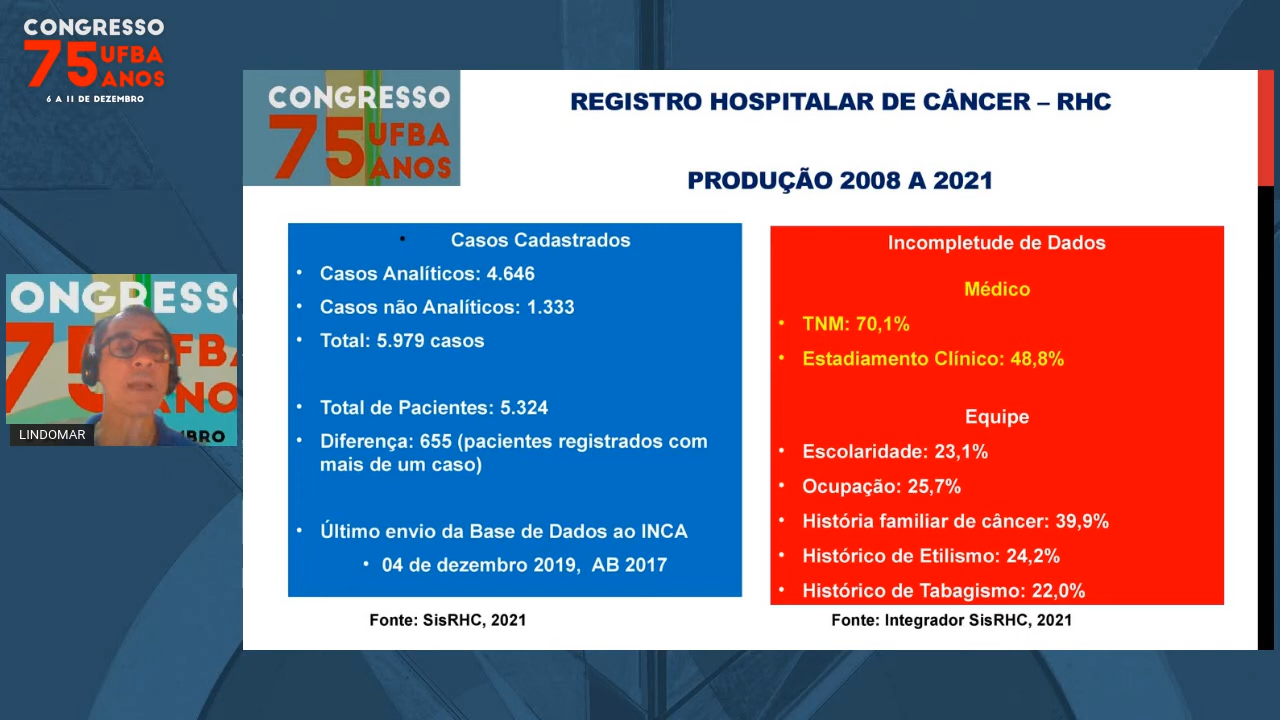 CONGRESSO
75 UFBA
ANOS
6 A 11 DE DEZEMBRO
CONGRESSO
75 UFBA
ANOS
REGISTRO HOSPITALAR DE CÂNCER – RHC
PRODUÇÃO 2008 A 2021
• Casos Cadastrados
• Casos Analíticos: 4.646
• Casos não Analíticos: 1.333
• Total: 5.979 casos
• Total de Pacientes: 5.324
• Diferença: 655 (pacientes registrados com
mais de um caso)
• Último envio da Base de Dados ao INCA
• 04 de dezembro 2019, AB 2017
Fonte: SisRHC, 2021
Incompletude de Dados
Médico
• TNM: 70,1%
• Estadiamento Clínico: 48,8%
Equipe
• Escolaridade: 23,1%
• Ocupação: 25,7%
• História familiar de câncer: 39,9%
• Histórico de Etilismo: 24,2%
• Histórico de Tabagismo: 22,0%
Fonte: Integrador SisRHC, 2021
ONGRESS
75 FBA
ANO
BRO
LINDOMAR